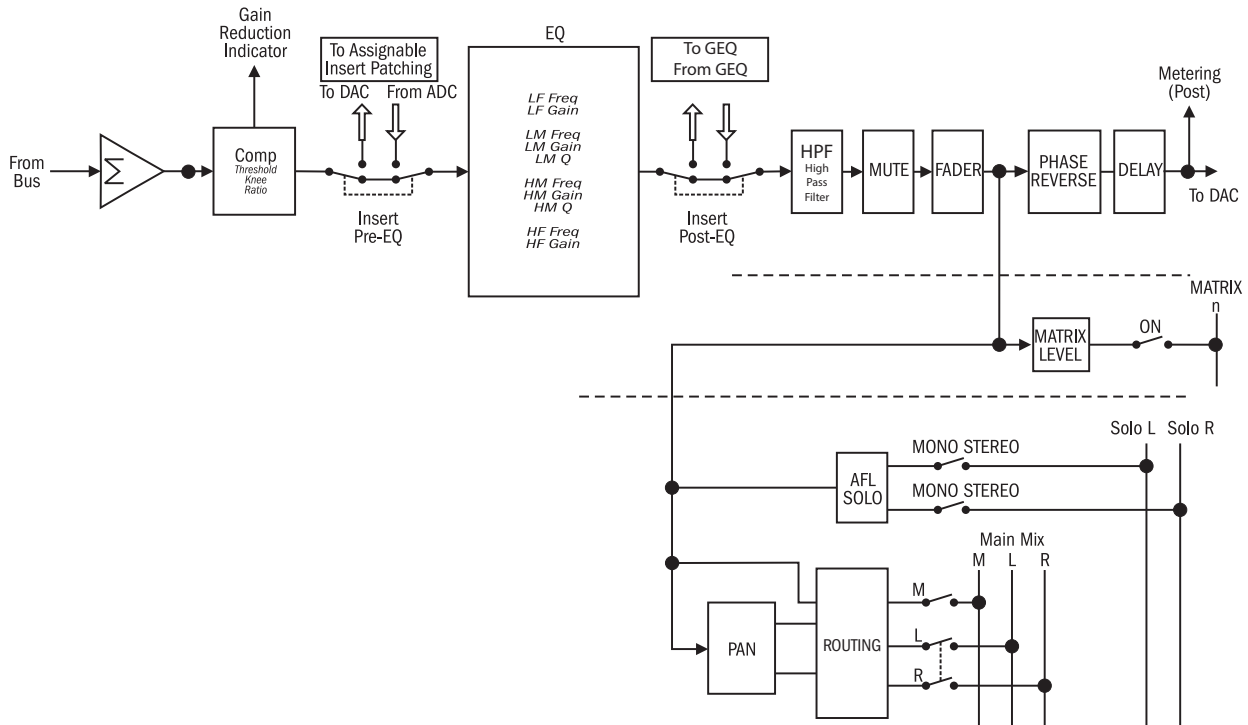 Gain
Reduction
Indicator
To Assignable
Insert Patching
To DAC From ADC
EQ
To GEQ
From GEQ
Metering
(Post)
LF Freq
LF Gain
LM Freq
LM Gain
LM Q
HM Freq
HM Gain
HM Q
HF Freq
HF Gain
From
Bus
Σ
Comp
Threshold
Knee
Ratio
Insert
Pre-EQ
Insert
Post-EQ
HPF
High
Pass
Filter
MUTE
FADER
PHASE
REVERSE
DELAY
To DAC
MATRIX
n
MATRIX
LEVEL
ON
Solo L Solo R
AFL
SOLO
MONO STEREO
MONO STEREO
Main Mix
M L R
PAN
ROUTING
M
L
R